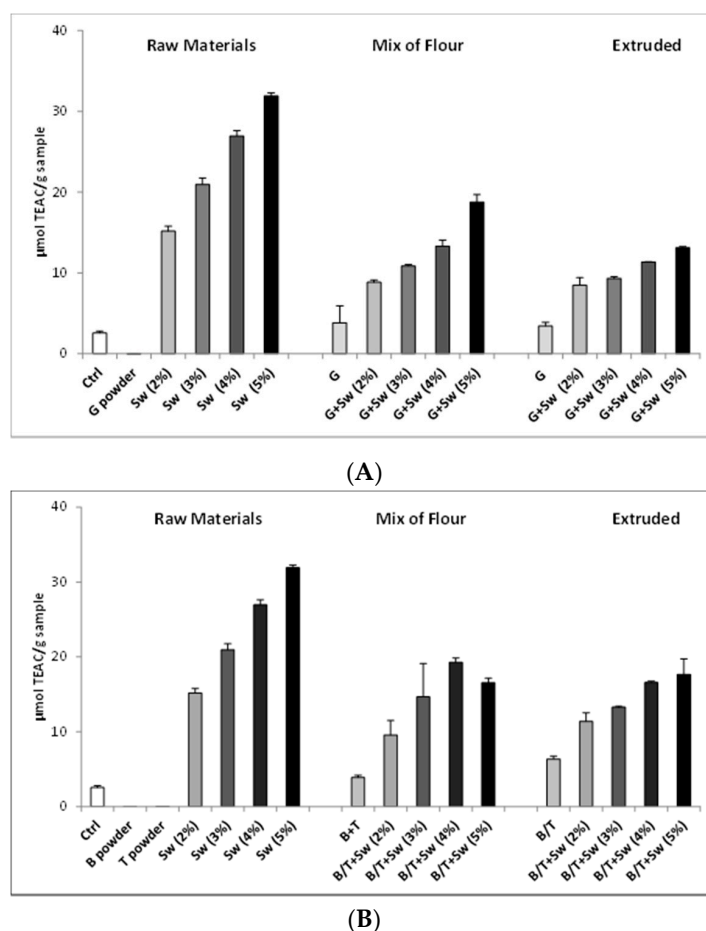 40
Raw Materials
Mix of Flour
Extruded
30
20
10
0
µmol TEAC/g sample
Ctrl
G powder
Sw (2%)
Sw (3%)
Sw (4%)
Sw (5%)
G
G+Sw (2%)
G+Sw (3%)
G+Sw (4%)
G+Sw (5%)
G
G+Sw (2%)
G+Sw (3%)
G+Sw (4%)
G+Sw (5%)
(A)
40
Raw Materials
Mix of Flour
Extruded
30
20
10
0
µmol TEAC/g sample
Ctrl
B powder
T powder
Sw (2%)
Sw (3%)
Sw (4%)
Sw (5%)
B+T
B/T+Sw (2%)
B/T+Sw (3%)
B/T+Sw (4%)
B/T+Sw (5%)
B/T
B/T+Sw (2%)
B/T+Sw (3%)
B/T+Sw (4%)
B/T+Sw (5%)
(B)